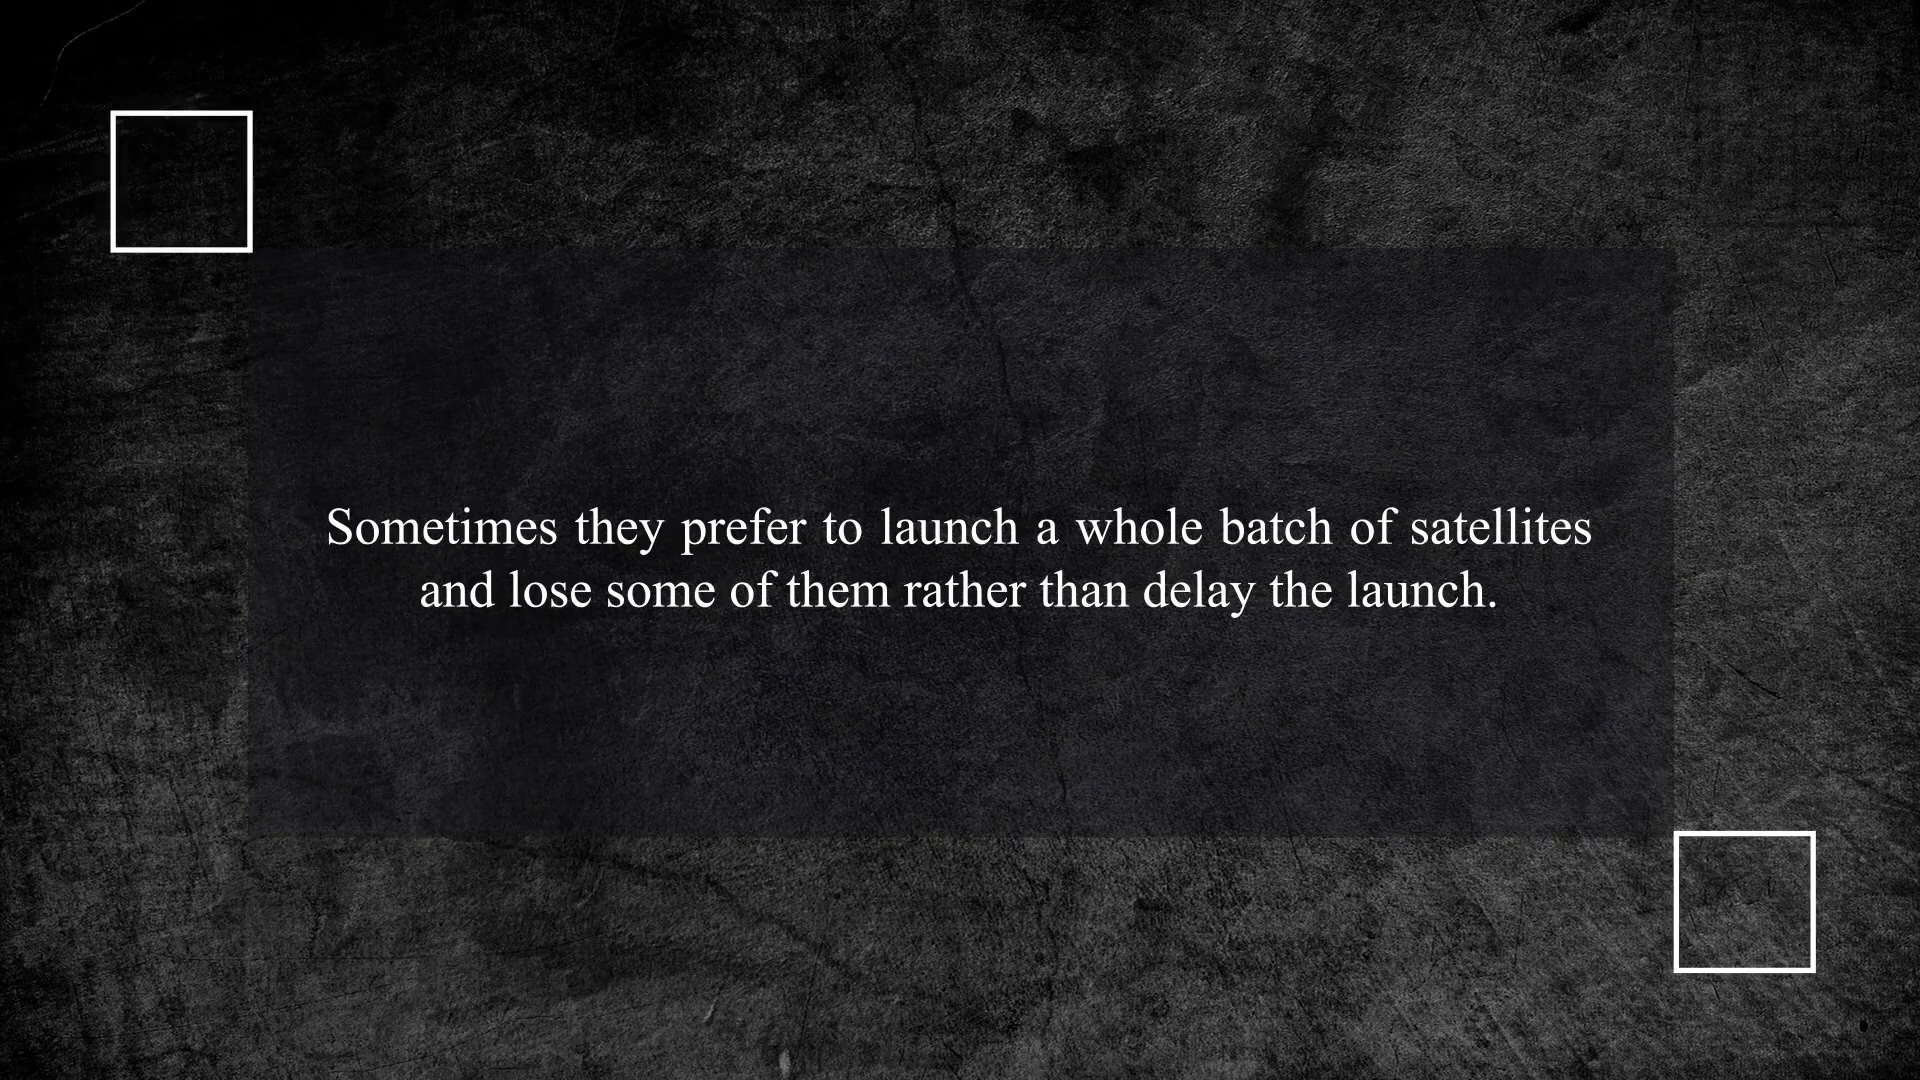 Sometimes they prefer to launch a whole batch of satellites
and lose some of them rather than delay the launch.